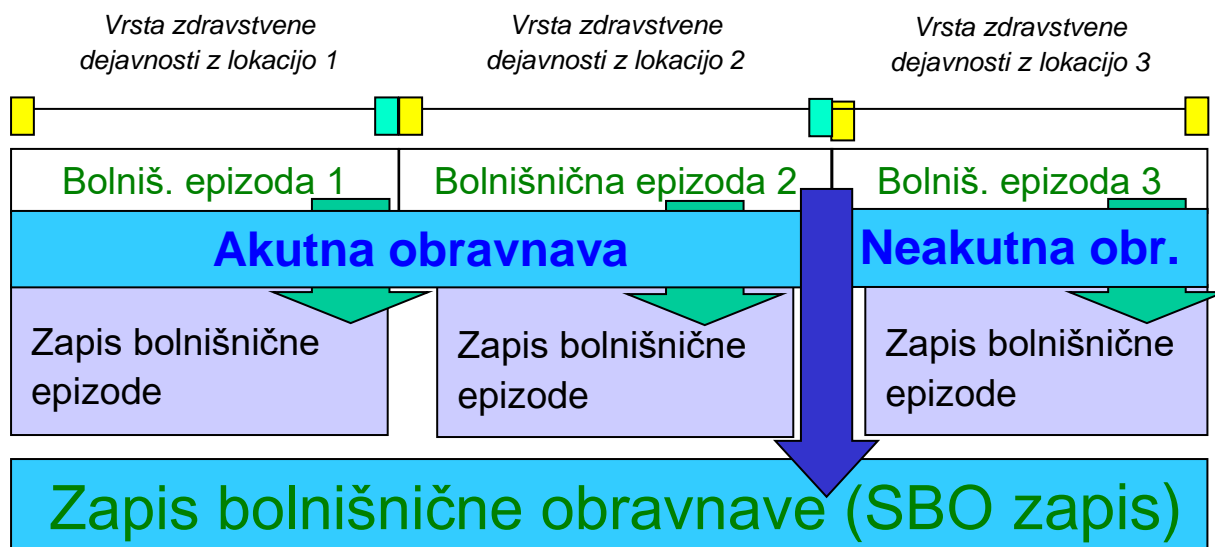 Vrsta zdravstvene
dejavnosti z lokacijo 1
Vrsta zdravstvene
dejavnosti z lokacijo 2
Vrsta zdravstvene
dejavnosti z lokacijo 3
Bolniš. epizoda 1
Bolnišnična epizoda 2
Bolniš. epizoda 3
Akutna obravnava
Neakutna obr.
Zapis bolnišnične
epizode
Zapis bolnišnične
epizode
Zapis bolnišnične
epizode
Zapis bolnišnične obravnave (SBO zapis)